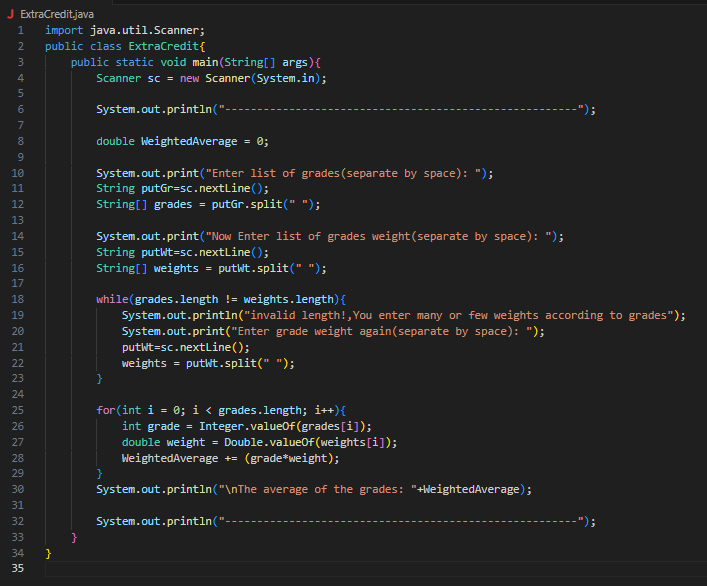 J ExtraCredit.java
1 import java.util.Scanner;
2 public class ExtraCredit{
3     public static void main(String[] args){
4         Scanner sc = new Scanner(System.in);
5
6         System.out.println("-------------------------------------------------------");
7
8         double WeightedAverage = 0;
9
10         System.out.print("Enter list of grades(separate by space): ");
11         String putGr=sc.nextLine();
12         String[] grades = putGr.split(" ");
13
14         System.out.print("Now Enter list of grades weight(separate by space): ");
15         String putWt=sc.nextLine();
16         String[] weights = putWt.split(" ");
17
18         while(grades.length != weights.length){
19             System.out.println("invalid length!,You enter many or few weights according to grades");
20             System.out.print("Enter grade weight again(separate by space): ");
21             putWt=sc.nextLine();
22             weights = putWt.split(" ");
23         }
24
25         for(int i = 0; i < grades.length; i++){
26             int grade = Integer.valueOf(grades[i]);
27             double weight = Double.valueOf(weights[i]);
28             WeightedAverage += (grade*weight);
29         }
30         System.out.println("\nThe average of the grades: "+WeightedAverage);
31
32         System.out.println("-------------------------------------------------------");
33     }
34 }
35